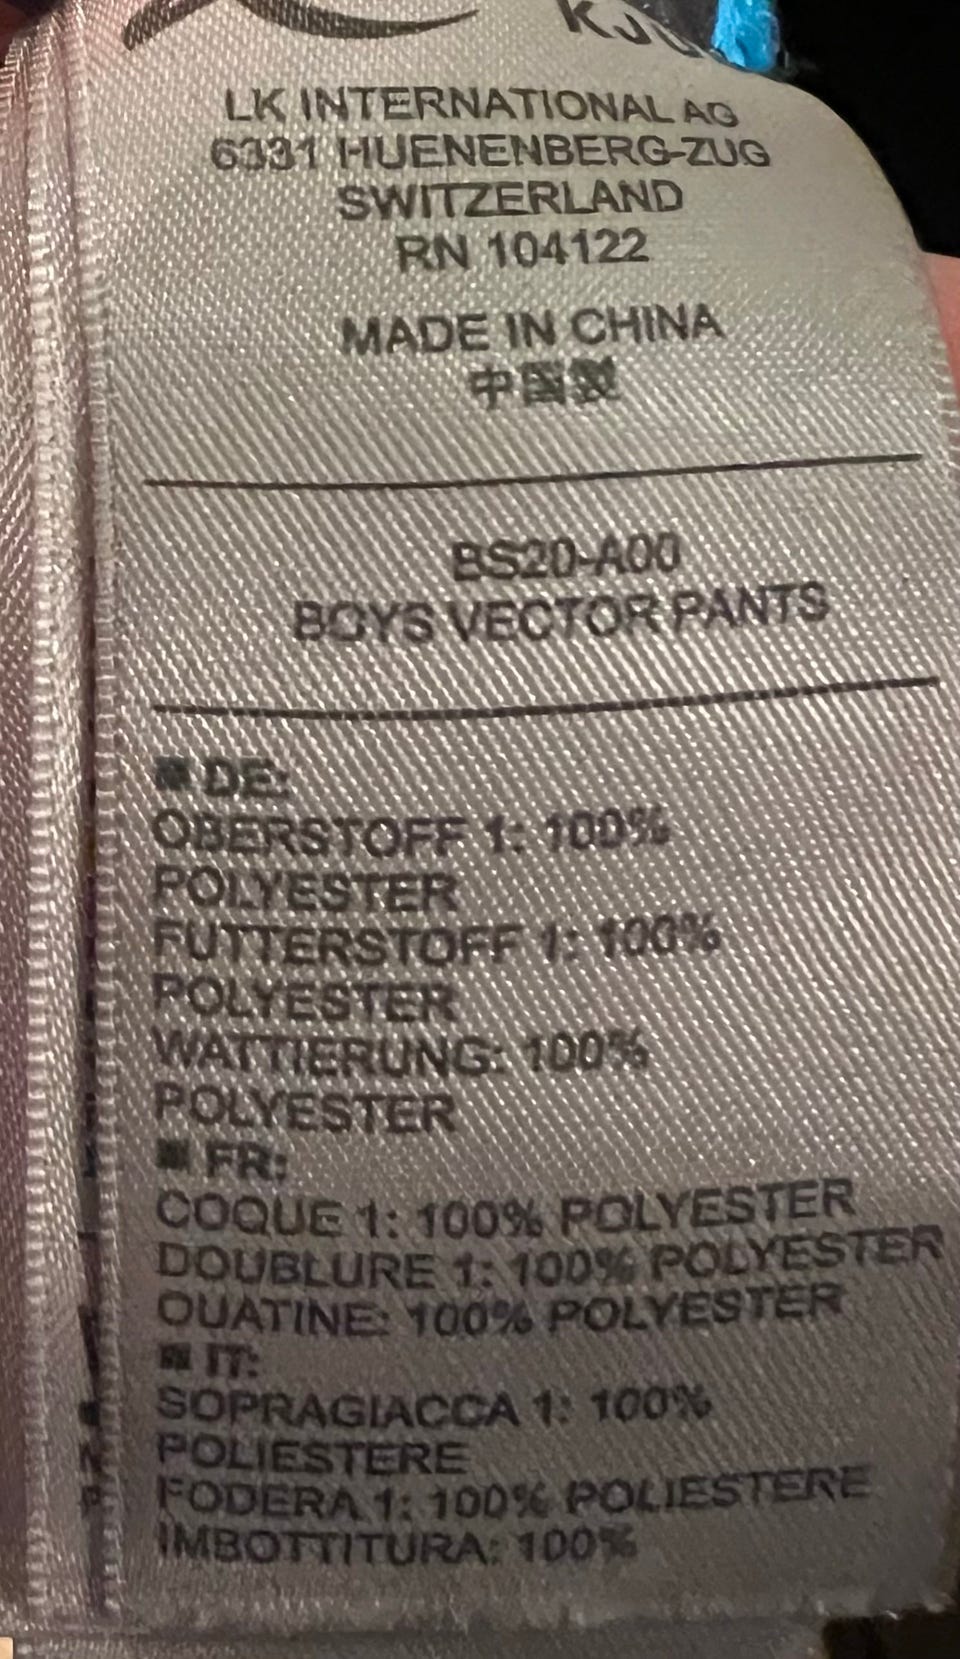 LK INTERNATIONAL AG
6331 HUENENBERG-ZUG
SWITZERLAND
RN 104122
MADE IN CHINA
中国製
BS20-A00
BOYS VECTOR PANTS
■ DE:
OBERSTOFF 1: 100%
POLYESTER
FUTTERSTOFF 1: 100%
POLYESTER
WATTIERUNG: 100%
POLYESTER
■ FR:
COQUE 1: 100% POLYESTER
DOUBLURE 1: 100% POLYESTER
OUATINE: 100% POLYESTER
■ IT:
SOPRAGIACCA 1: 100%
POLIESTERE
FODERA 1: 100% POLIESTERE
IMBOTTITURA: 100%